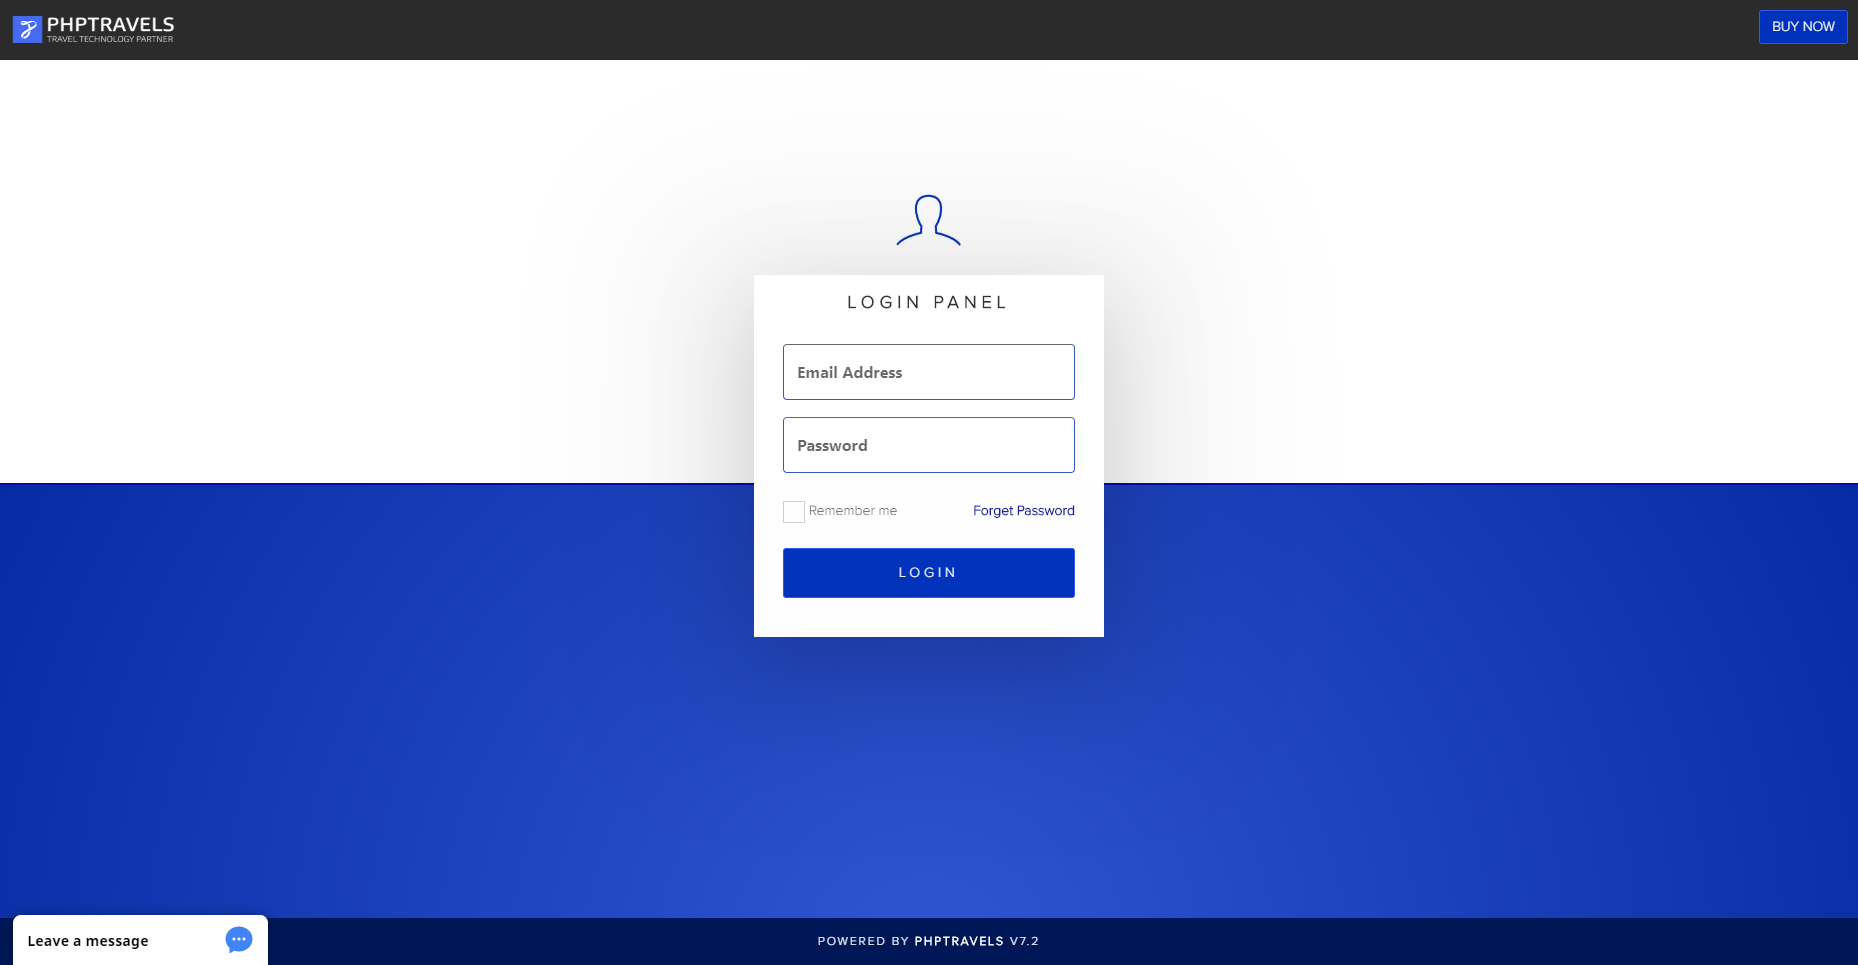 PHPTRAVELS
TRAVEL TECHNOLOGY PARTNER
BUY NOW
LOGIN PANEL
Email Address
Password
Remember me
Forget Password
LOGIN
Leave a message
POWERED BY PHPTRAVELS V7.2